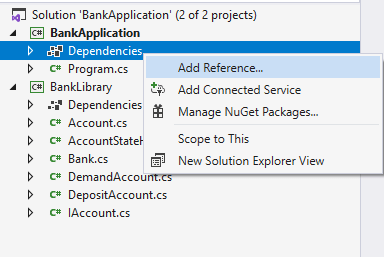 Solution 'BankApplication' (2 of 2 projects)
C# BankApplication
Dependencies
Add Reference...
C# Program.cs
Add Connected Service
C# BankLibrary
Manage NuGet Packages...
Dependencies
C# Account.cs
Scope to This
C# AccountStateH
New Solution Explorer View
C# Bank.cs
C# DemandAccount.cs
C# DepositAccount.cs
C# IAccount.cs